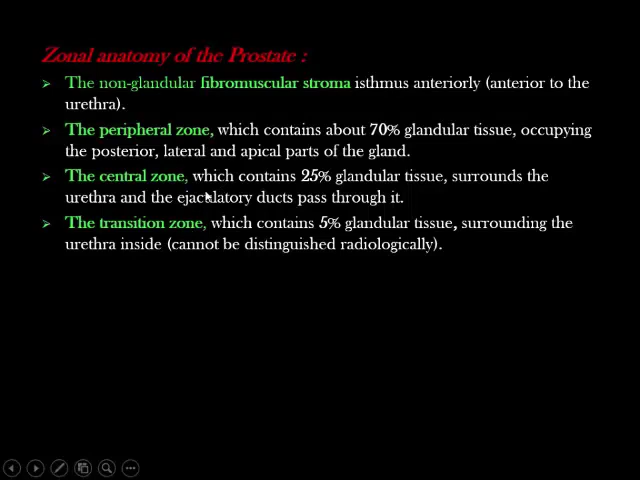 Zonal anatomy of the Prostate :
The non-glandular fibromuscular stroma isthmus anteriorly (anterior to the
urethra).
The peripheral zone, which contains about 70% glandular tissue, occupying
the posterior, lateral and apical parts of the gland.
The central zone, which contains 25% glandular tissue, surrounds the
urethra and the ejaculatory ducts pass through it.
The transition zone, which contains 5% glandular tissue, surrounding the
urethra inside (cannot be distinguished radiologically).